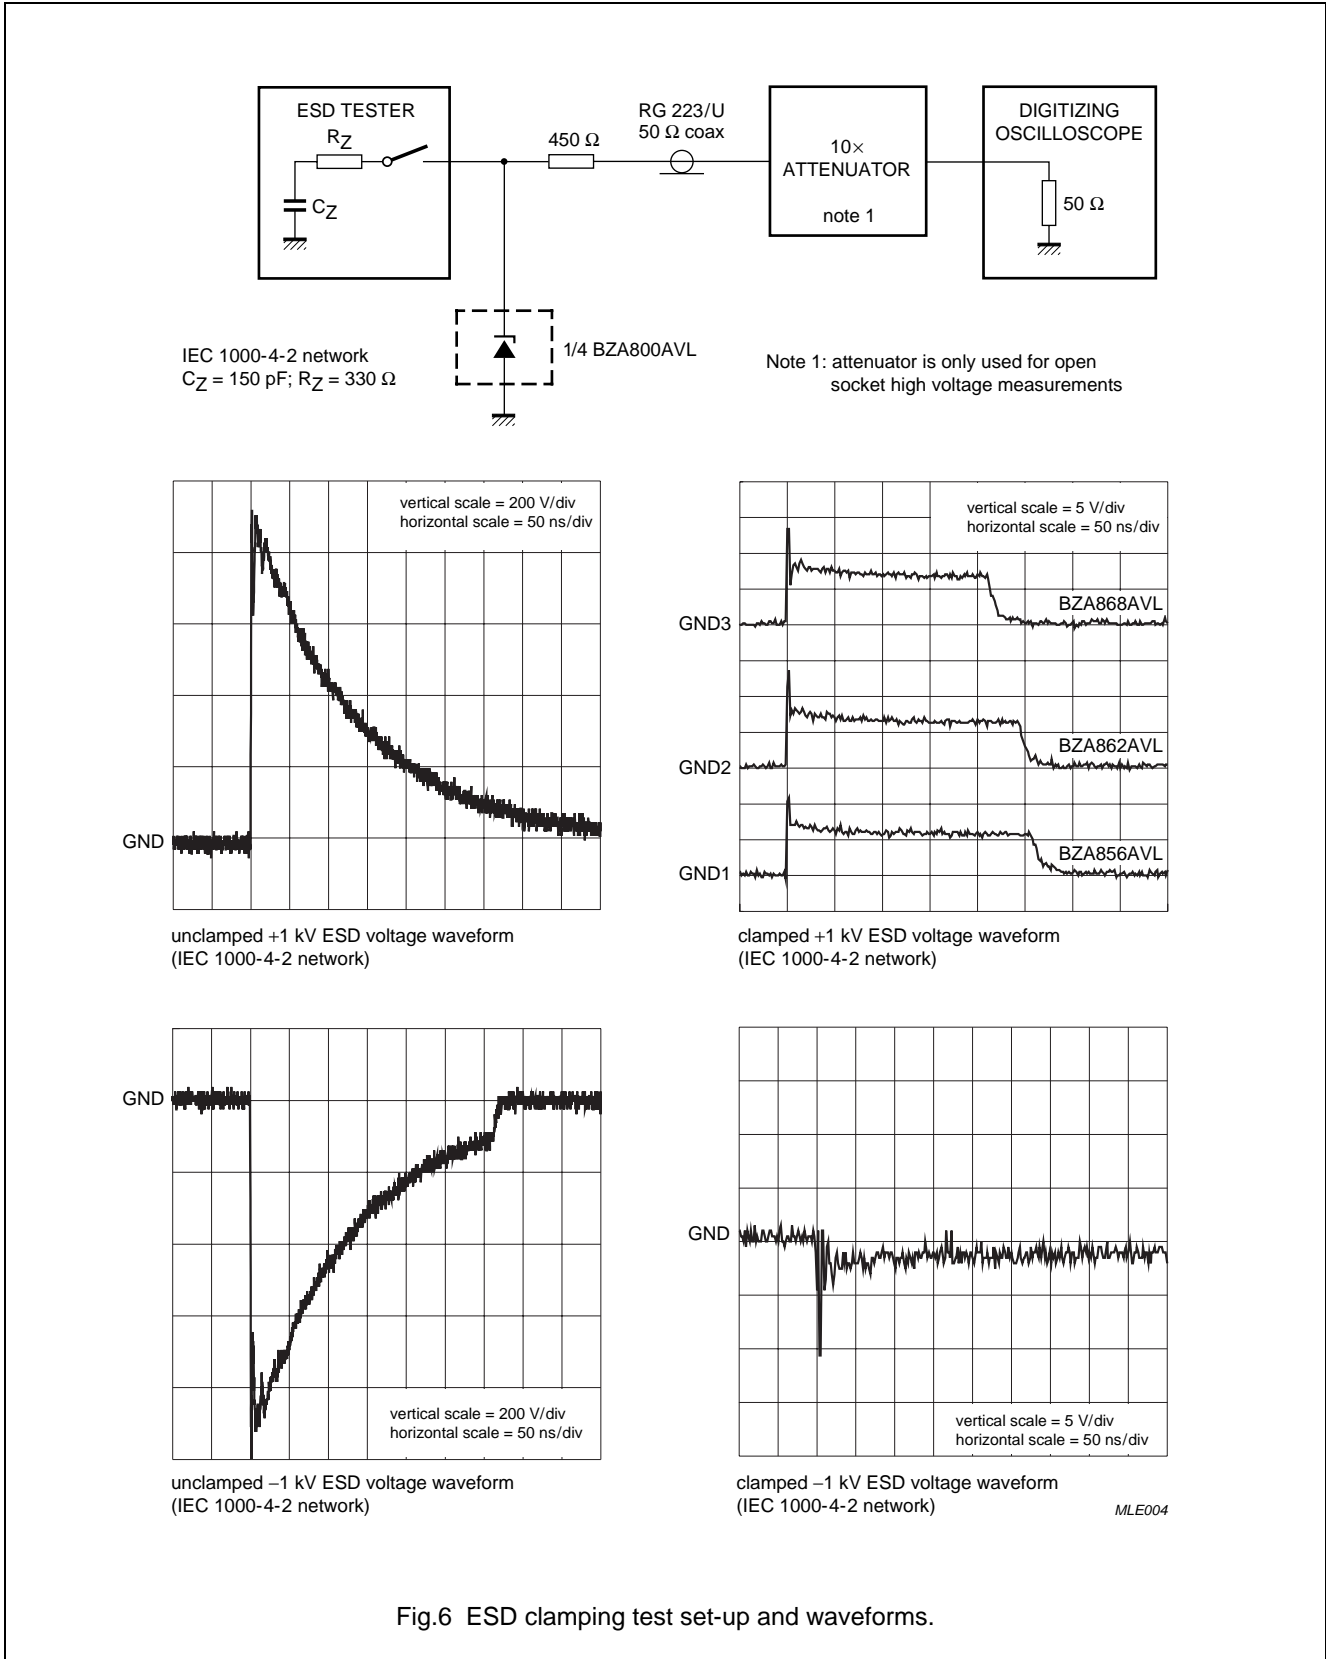 ESD TESTER
RZ
CZ
450 Ω
RG 223/U
50 Ω coax
10×
ATTENUATOR
note 1
DIGITIZING
OSCILLOSCOPE
50 Ω
1/4 BZA800AVL
IEC 1000-4-2 network
CZ = 150 pF; RZ = 330 Ω
Note 1: attenuator is only used for open
socket high voltage measurements
vertical scale = 200 V/div
horizontal scale = 50 ns/div
GND
unclamped +1 kV ESD voltage waveform
(IEC 1000-4-2 network)
vertical scale = 5 V/div
horizontal scale = 50 ns/div
BZA868AVL
GND3
BZA862AVL
GND2
BZA856AVL
GND1
clamped +1 kV ESD voltage waveform
(IEC 1000-4-2 network)
GND
vertical scale = 200 V/div
horizontal scale = 50 ns/div
unclamped −1 kV ESD voltage waveform
(IEC 1000-4-2 network)
GND
vertical scale = 5 V/div
horizontal scale = 50 ns/div
clamped −1 kV ESD voltage waveform
(IEC 1000-4-2 network)
MLE004
Fig.6 ESD clamping test set-up and waveforms.